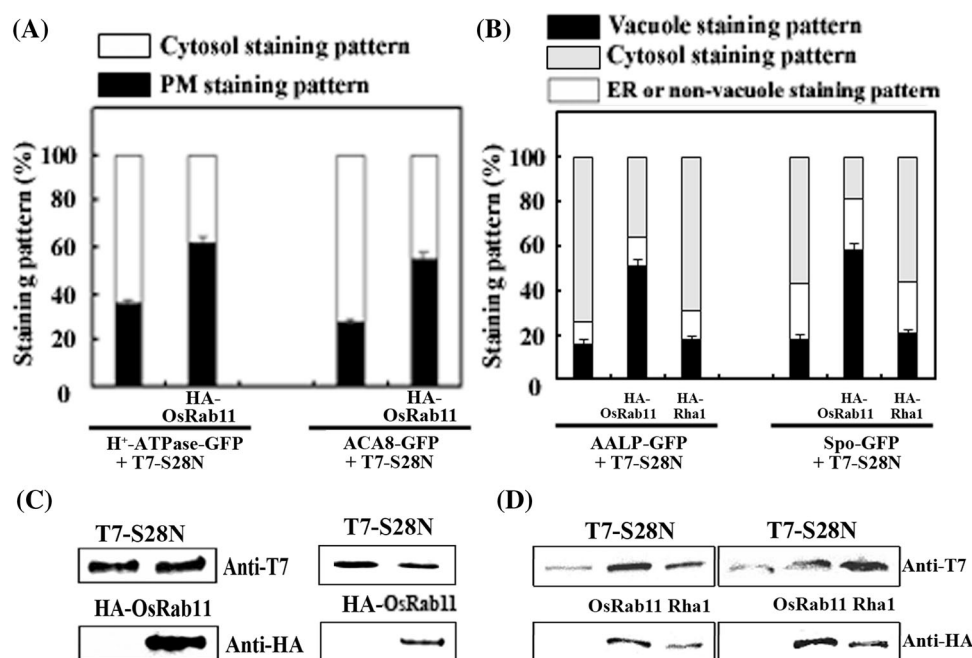 (A)
Cytosol staining pattern
PM staining pattern
Staining pattern (%)
100
80
60
40
20
0
HA-
OsRab11
HA-
OsRab11
H⁺-ATPase-GFP
+ T7-S28N
ACA8-GFP
+ T7-S28N
(B)
Vacuole staining pattern
Cytosol staining pattern
ER or non-vacuole staining pattern
Staining pattern (%)
100
80
60
40
20
0
HA-
OsRab11
HA-
Rha1
HA-
OsRab11
HA-
Rha1
AALP-GFP
+ T7-S28N
Spo-GFP
+ T7-S28N
(C)
T7-S28N
T7-S28N
Anti-T7
HA-OsRab11
HA-OsRab11
Anti-HA
(D)
T7-S28N
T7-S28N
Anti-T7
OsRab11 Rha1
OsRab11 Rha1
Anti-HA